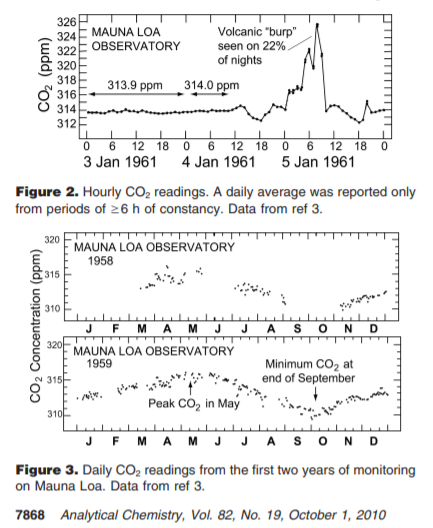 326
324
322
320
318
316
314
312
CO₂ (ppm)
MAUNA LOA
OBSERVATORY
Volcanic “burp”
seen on 22%
of nights
313.9 ppm 314.0 ppm
0 6 12 18 0 6 12 18 0 6 12 18 0
3 Jan 1961 4 Jan 1961 5 Jan 1961
Figure 2. Hourly CO₂ readings. A daily average was reported only
from periods of ≥6 h of constancy. Data from ref 3.
CO₂ Concentration (ppm)
320
315
310
MAUNA LOA OBSERVATORY
1958
J F M A M J J A S O N D
320
315
310
MAUNA LOA OBSERVATORY
1959
Minimum CO₂ at
end of September
Peak CO₂ in May
J F M A M J J A S O N D
Figure 3. Daily CO₂ readings from the first two years of monitoring
on Mauna Loa. Data from ref 3.
7868 Analytical Chemistry, Vol. 82, No. 19, October 1, 2010